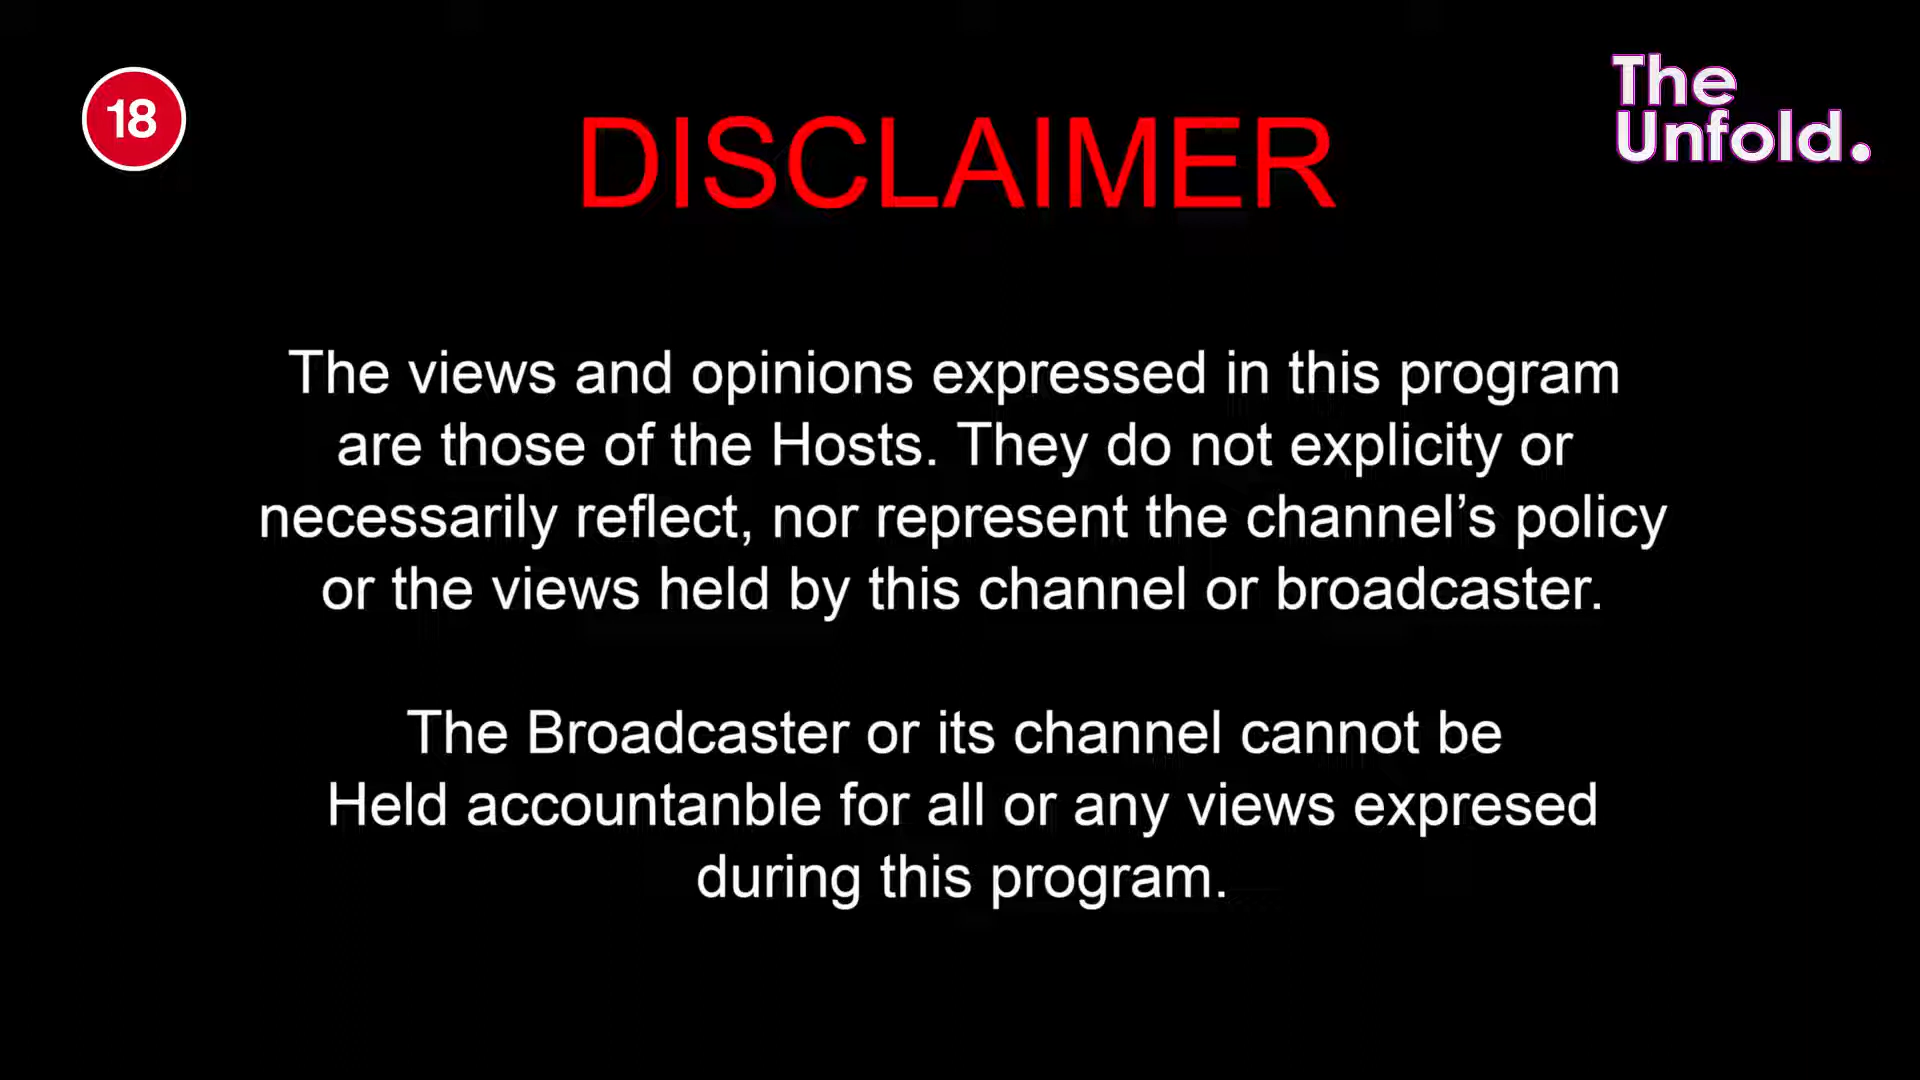 18
The
Unfold.
DISCLAIMER
The views and opinions expressed in this program
are those of the Hosts. They do not explicity or
necessarily reflect, nor represent the channel’s policy
or the views held by this channel or broadcaster.
The Broadcaster or its channel cannot be
Held accountanble for all or any views expresed
during this program.